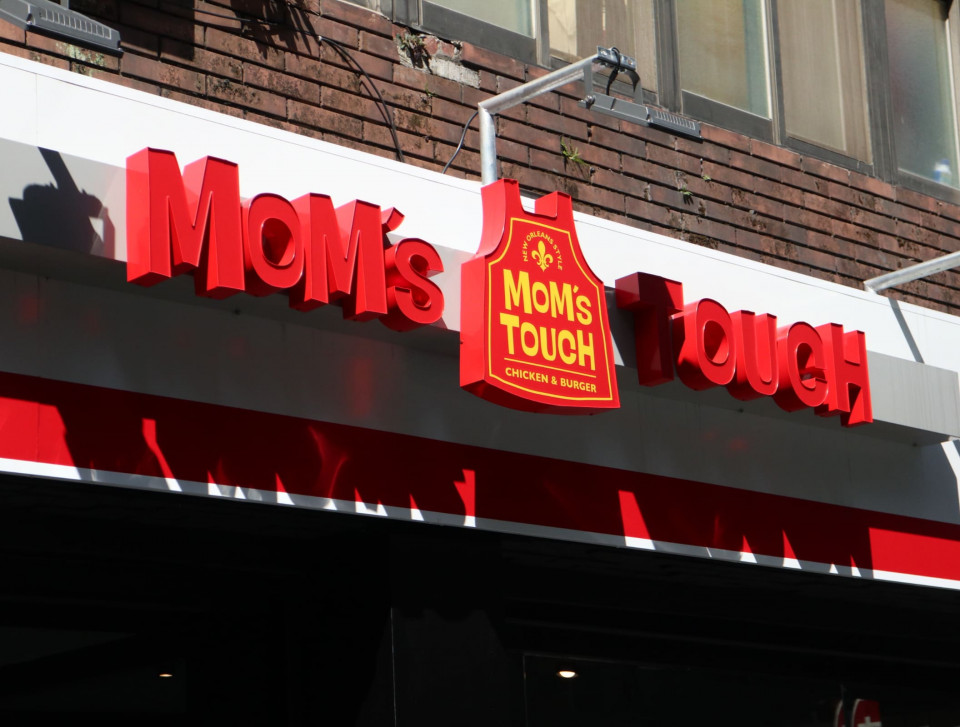 MOM'S
NEW ORLEANS STYLE
MOM'S
TOUCH
CHICKEN & BURGER
TOUCH